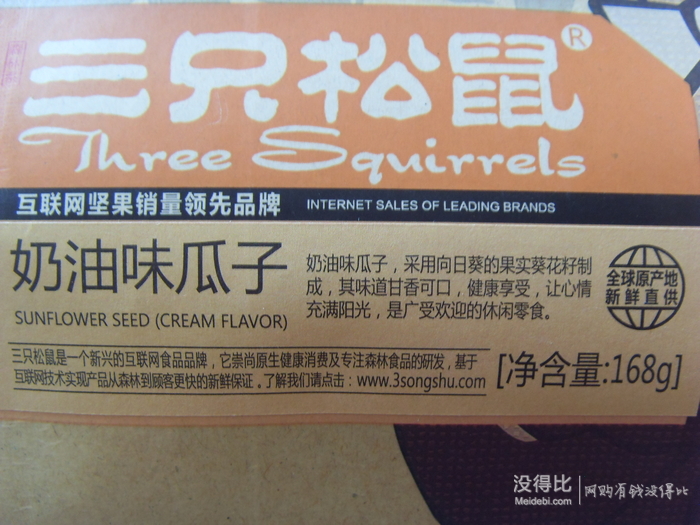 三只松鼠®
Three Squirrels
互联网坚果销量领先品牌 INTERNET SALES OF LEADING BRANDS
奶油味瓜子
SUNFLOWER SEED (CREAM FLAVOR)
奶油味瓜子，采用向日葵的果实葵花籽制
成，其味道甘香可口，健康享受，让心情
充满阳光，是广受欢迎的休闲零食。
全球原产地
新鲜直供
三只松鼠是一个新兴的互联网食品品牌，它崇尚原生健康消费及专注森林食品的研发，基于
互联网技术实现产品从森林到顾客更快的新鲜保证。了解我们请点击：www.3songshu.com
[净含量:168g]
没得比
Meidebi.com
网购有钱没得比